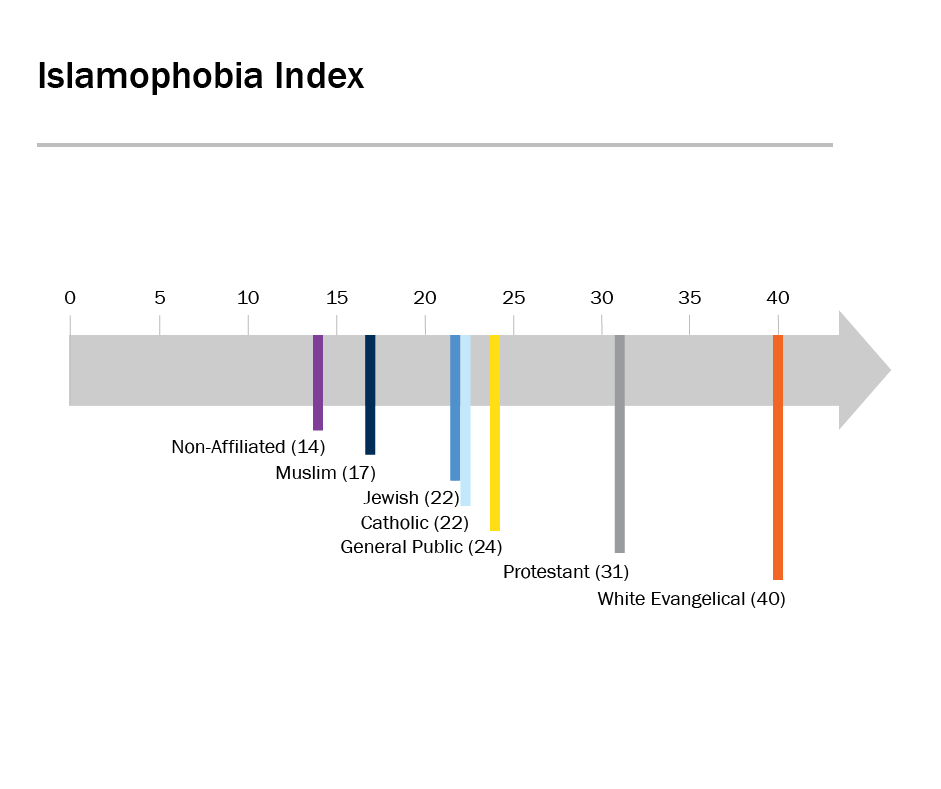 Islamophobia Index
0 5 10 15 20 25 30 35 40
Non-Affiliated (14)
Muslim (17)
Jewish (22)
Catholic (22)
General Public (24)
Protestant (31)
White Evangelical (40)